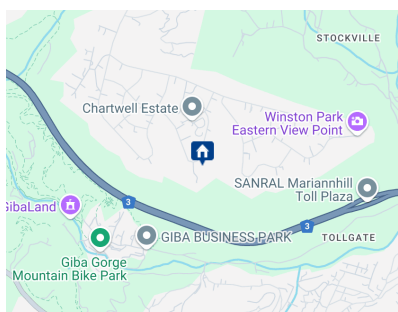 STOCKVILLE
Chartwell Estate
Winston Park
Eastern View Point
SANRAL Mariannhill
Toll Plaza
GibaLand
3
3
TOLLGATE
GIBA BUSINESS PARK
Giba Gorge
Mountain Bike Park